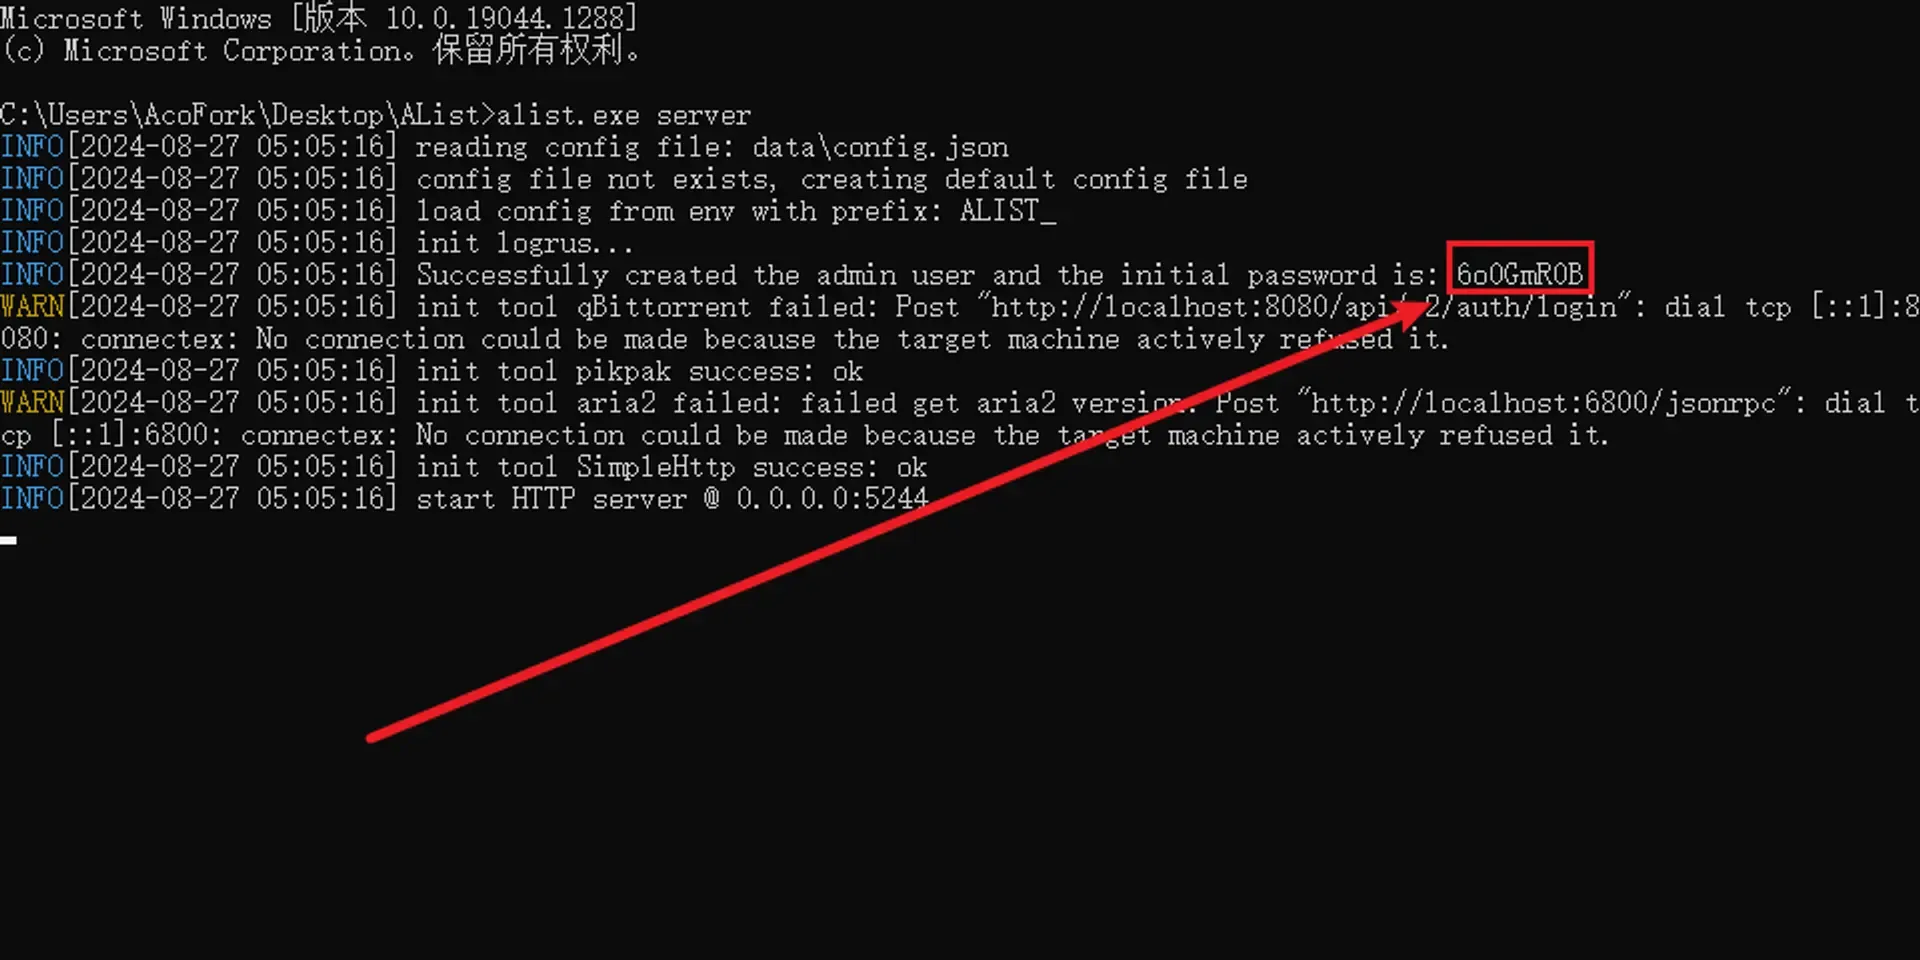 Microsoft Windows [版本 10.0.19044.1288]
(c) Microsoft Corporation。保留所有权利。
C:\Users\AcoFork\Desktop\AList>alist.exe server
INFO[2024-08-27 05:05:16] reading config file: data\config.json
INFO[2024-08-27 05:05:16] config file not exists, creating default config file
INFO[2024-08-27 05:05:16] load config from env with prefix: ALIST_
INFO[2024-08-27 05:05:16] init logrus...
INFO[2024-08-27 05:05:16] Successfully created the admin user and the initial password is: 6oOGmROB
WARN[2024-08-27 05:05:16] init tool qBittorrent failed: Post "http://localhost:8080/api/v2/auth/login": dial tcp [::1]:8
080: connectex: No connection could be made because the target machine actively refused it.
INFO[2024-08-27 05:05:16] init tool pikpak success: ok
WARN[2024-08-27 05:05:16] init tool aria2 failed: failed get aria2 version: Post "http://localhost:6800/jsonrpc": dial t
cp [::1]:6800: connectex: No connection could be made because the target machine actively refused it.
INFO[2024-08-27 05:05:16] init tool SimpleHttp success: ok
INFO[2024-08-27 05:05:16] start HTTP server @ 0.0.0.0:5244